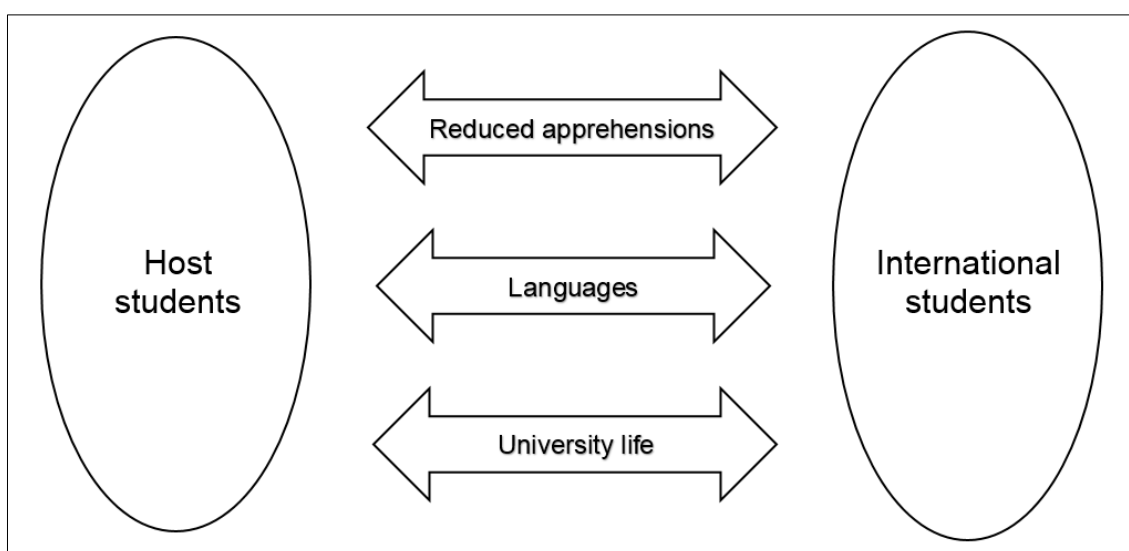 Host
students
Reduced apprehensions
Languages
University life
International
students